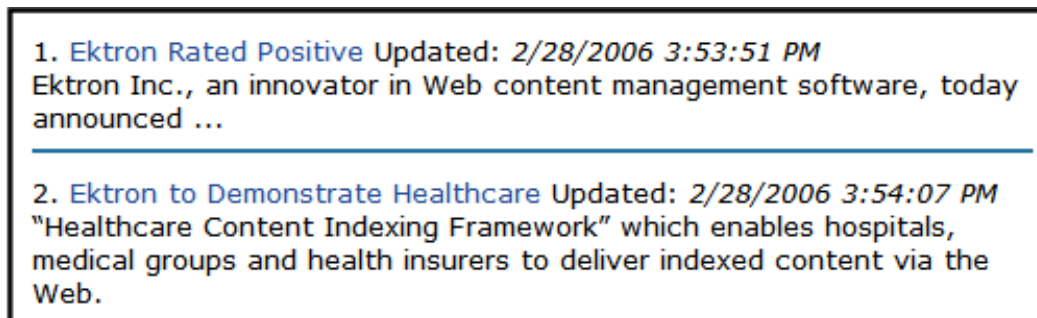 1. Ektron Rated Positive Updated: 2/28/2006 3:53:51 PM
Ektron Inc., an innovator in Web content management software, today
announced ...
2. Ektron to Demonstrate Healthcare Updated: 2/28/2006 3:54:07 PM
“Healthcare Content Indexing Framework” which enables hospitals,
medical groups and health insurers to deliver indexed content via the
Web.